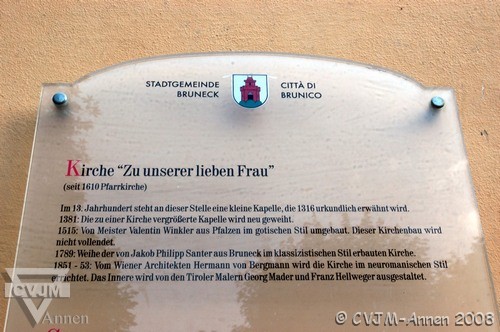 STADTGEMEINDE BRUNECK
CITTÀ DI BRUNICO
Kirche "Zu unserer lieben Frau"
(seit 1610 Pfarrkirche)
Im 13. Jahrhundert steht an dieser Stelle eine kleine Kapelle, die 1316 urkundlich erwähnt wird.
1381: Die zu einer Kirche vergrößerte Kapelle wird neu geweiht.
1515: Von Meister Valentin Winkler aus Pfalzen im gotischen Stil umgebaut. Dieser Kirchenbau wird
nicht vollendet.
1789: Weihe der von Jakob Philipp Santer aus Bruneck im klassizistischen Stil erbauten Kirche.
1851 - 53: Vom Wiener Architekten Hermann von Bergmann wird die Kirche im neuromanischen Stil
errichtet. Das Innere wird von den Tiroler Malern Georg Mader und Franz Hellweger ausgestaltet.
CVJM
Annen
© CVJM-Annen 2008